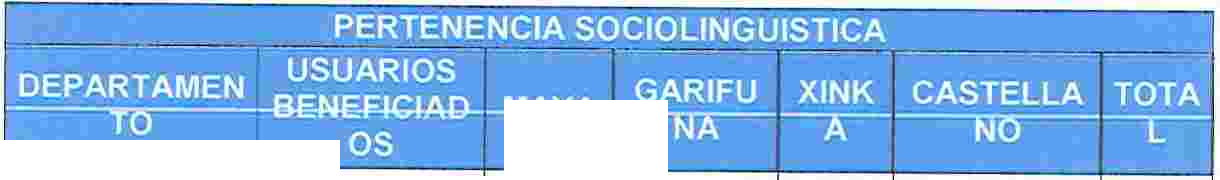 PERTENENCIA SOCIOLINGUISTICA
DEPARTAMEN
TO
USUARIOS
BENEFICIAD
OS
GARIFU
NA
XINK
A
CASTELLA
NO
TOTA
L